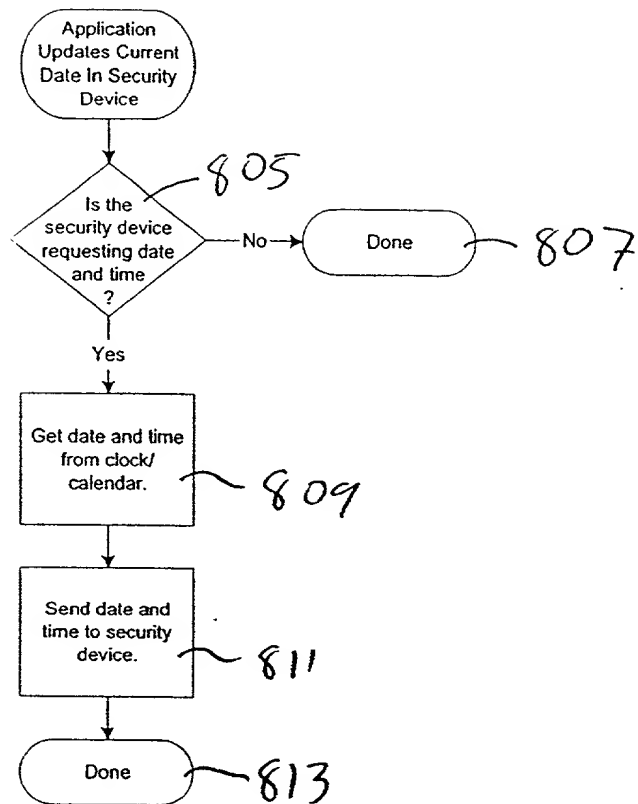 Application
Updates Current
Date In Security
Device
805
Is the
security device
requesting date
and time
?
No
Done
807
Yes
Get date and time
from clock/
calendar.
809
Send date and
time to security
device.
811
Done
813